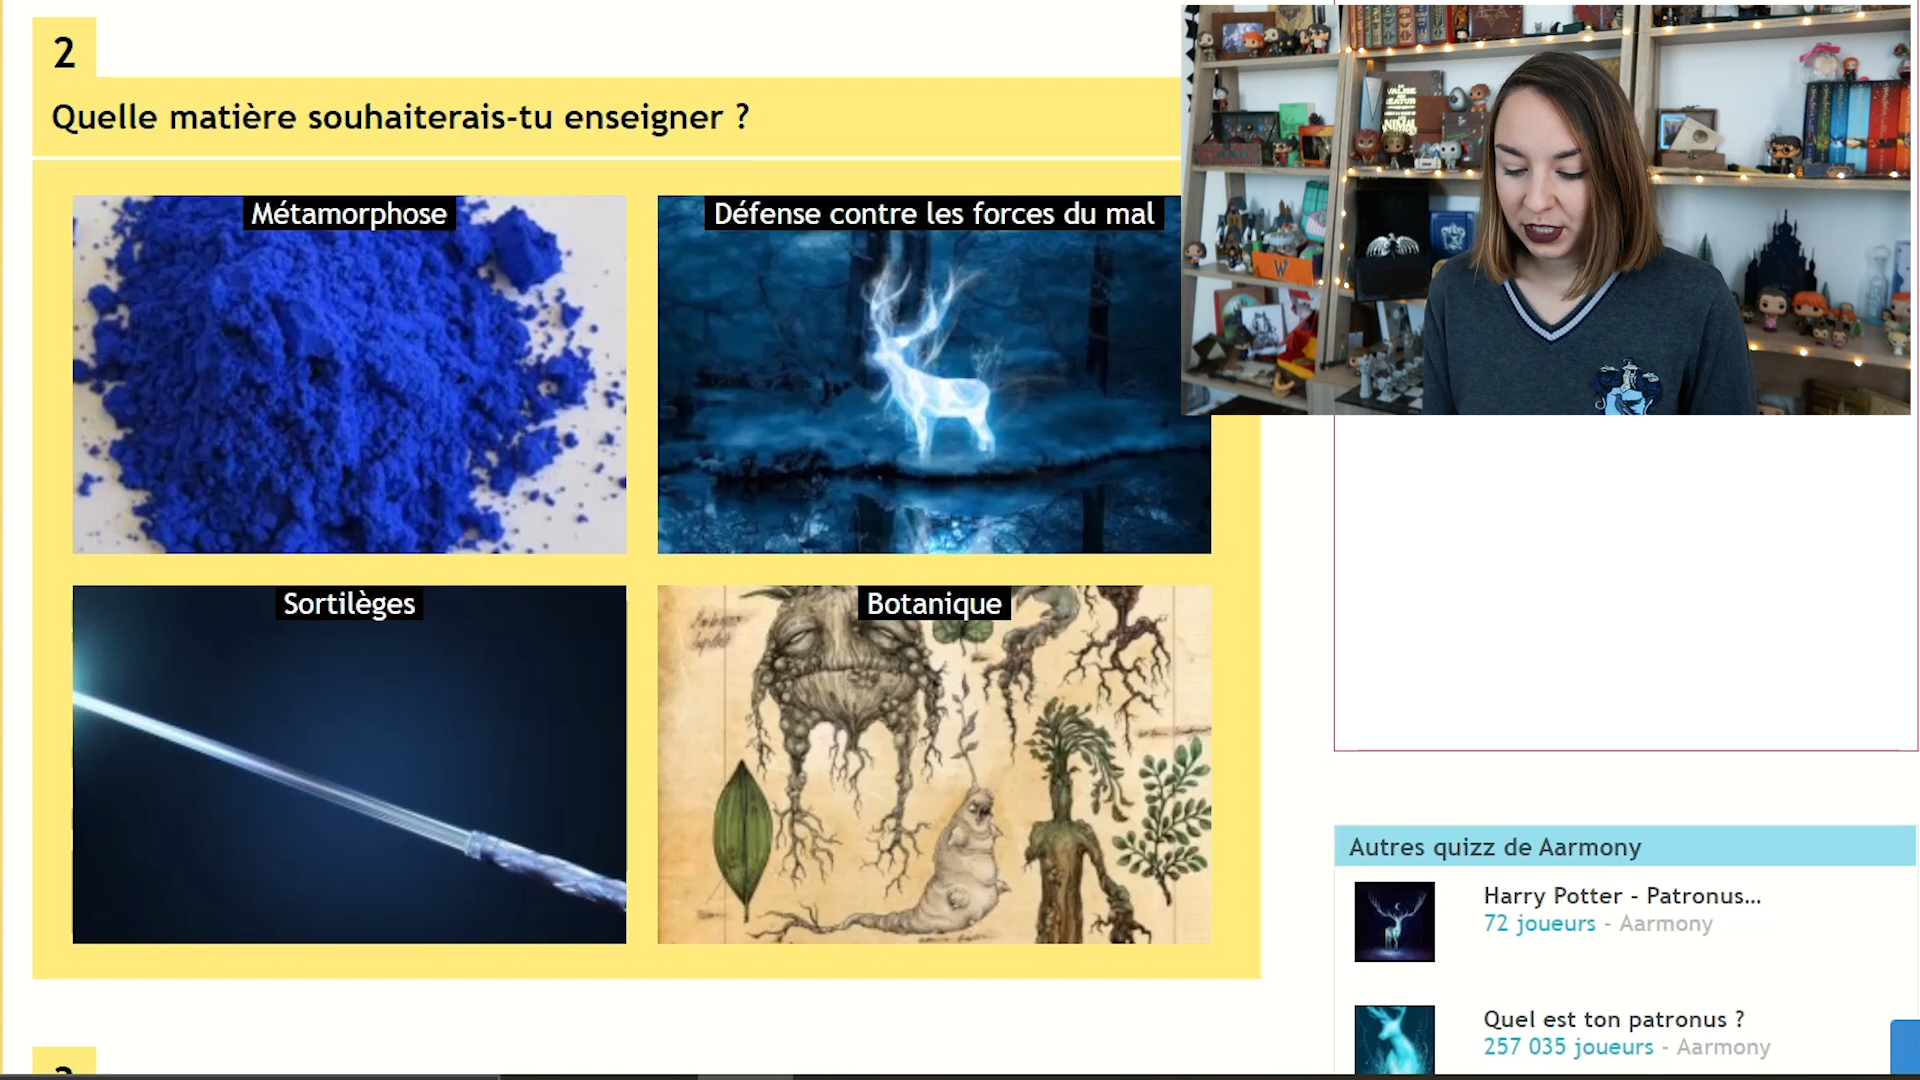 2
Quelle matière souhaiterais-tu enseigner ?
Métamorphose
Défense contre les forces du mal
Sortilèges
Botanique
Autres quizz de Aarmony
Harry Potter - Patronus...
72 joueurs - Aarmony
Quel est ton patronus ?
257 035 joueurs - Aarmony